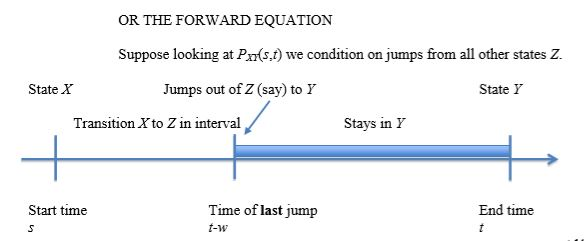 OR THE FORWARD EQUATION
Suppose looking at PXY(s,t) we condition on jumps from all other states Z.
State X Jumps out of Z (say) to Y State Y
Transition X to Z in interval Stays in Y
Start time Time of last jump End time
s t-w t